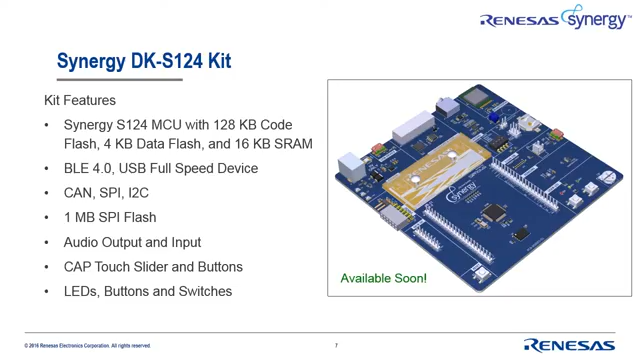 RENESAS Synergy™
Synergy DK-S124 Kit
Kit Features
• Synergy S124 MCU with 128 KB Code
Flash, 4 KB Data Flash, and 16 KB SRAM
• BLE 4.0, USB Full Speed Device
• CAN, SPI, I2C
• 1 MB SPI Flash
• Audio Output and Input
• CAP Touch Slider and Buttons
• LEDs, Buttons and Switches
RENESAS
Synergy
Available Soon!
© 2016 Renesas Electronics Corporation. All rights reserved.
7
RENESAS